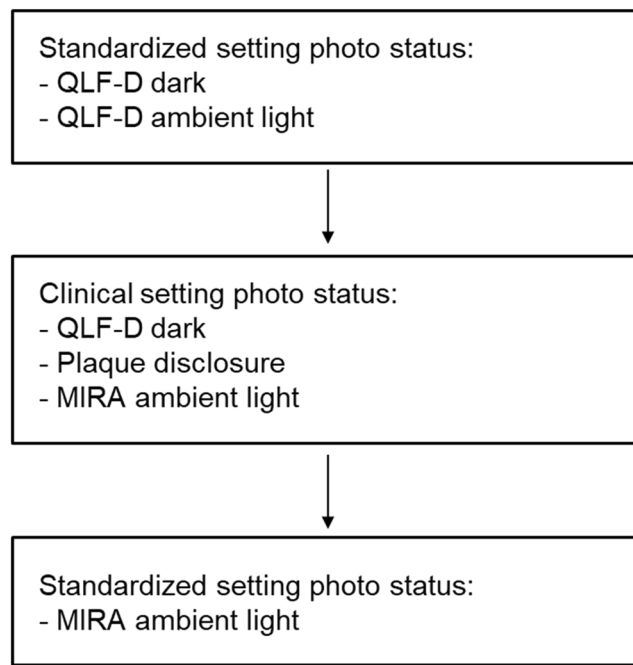 Standardized setting photo status:
- QLF-D dark
- QLF-D ambient light
Clinical setting photo status:
- QLF-D dark
- Plaque disclosure
- MIRA ambient light
Standardized setting photo status:
- MIRA ambient light